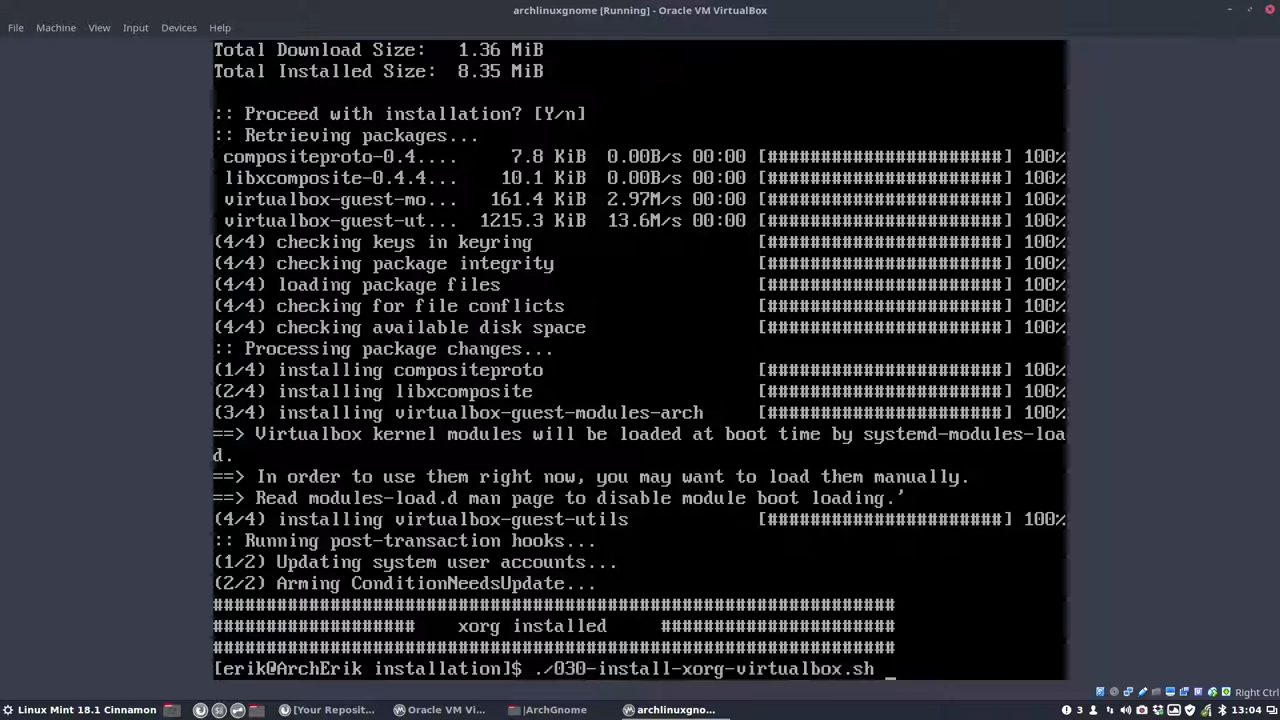 archlinuxgnome [Running] - Oracle VM VirtualBox
File Machine View Input Devices Help
Total Download Size: 1.36 MiB
Total Installed Size: 8.35 MiB
:: Proceed with installation? [Y/n]
:: Retrieving packages...
compositeproto-0.4.... 7.8 KiB 0.00B/s 00:00 [######################] 100%
libxcomposite-0.4.4... 10.1 KiB 0.00B/s 00:00 [######################] 100%
virtualbox-guest-mo... 161.4 KiB 2.97M/s 00:00 [######################] 100%
virtualbox-guest-ut... 1215.3 KiB 13.6M/s 00:00 [######################] 100%
(4/4) checking keys in keyring [######################] 100%
(4/4) checking package integrity [######################] 100%
(4/4) loading package files [######################] 100%
(4/4) checking for file conflicts [######################] 100%
(4/4) checking available disk space [######################] 100%
:: Processing package changes...
(1/4) installing compositeproto [######################] 100%
(2/4) installing libxcomposite [######################] 100%
(3/4) installing virtualbox-guest-modules-arch [######################] 100%
==> Virtualbox kernel modules will be loaded at boot time by systemd-modules-loa
d.
==> In order to use them right now, you may want to load them manually.
==> Read modules-load.d man page to disable module boot loading.'
(4/4) installing virtualbox-guest-utils [######################] 100%
:: Running post-transaction hooks...
(1/2) Updating system user accounts...
(2/2) Arming ConditionNeedsUpdate...
################################################################
################### xorg installed ######################
################################################################
[erik@ArchErik installation]$ ./030-install-xorg-virtualbox.sh _
Right Ctrl
Linux Mint 18.1 Cinnamon [Your Reposit... Oracle VM Vi... ArchGnome archlinuxgno... 3 13:04